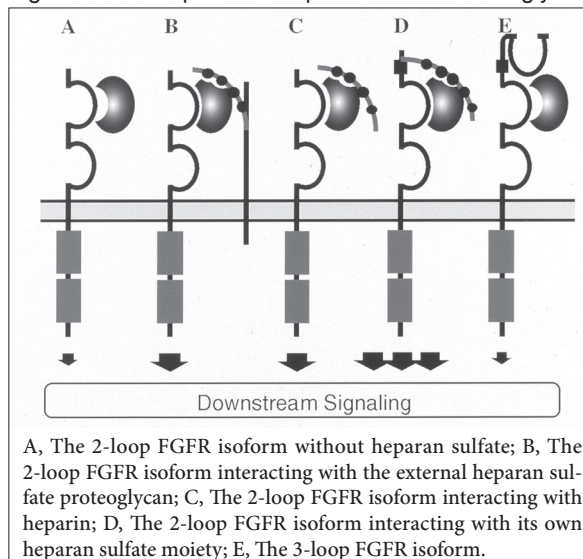 A B C D E
Downstream Signaling
A, The 2-loop FGFR isoform without heparan sulfate; B, The
2-loop FGFR isoform interacting with the external heparan sul-
fate proteoglycan; C, The 2-loop FGFR isoform interacting with
heparin; D, The 2-loop FGFR isoform interacting with its own
heparan sulfate moiety; E, The 3-loop FGFR isoform.